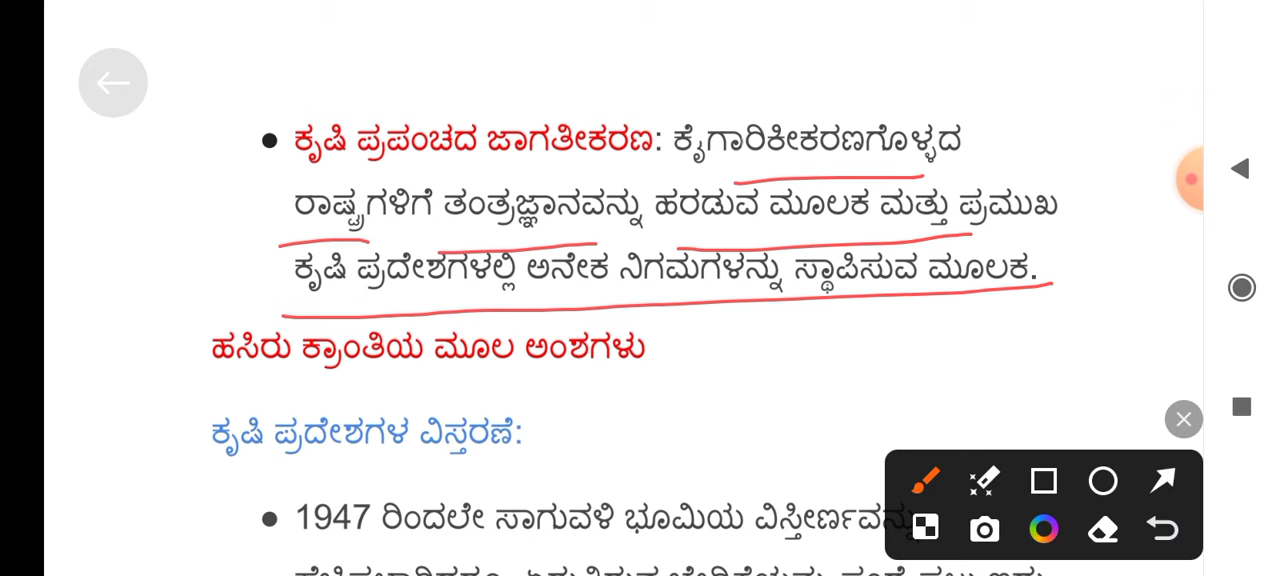 ಕೃಷಿ ಪ್ರಪಂಚದ ಜಾಗತೀಕರಣ: ಕೈಗಾರಿಕೀಕರಣಗೊಳ್ಳದ
ರಾಷ್ಟ್ರಗಳಿಗೆ ತಂತ್ರಜ್ಞಾನವನ್ನು ಹರಡುವ ಮೂಲಕ ಮತ್ತು ಪ್ರಮುಖ
ಕೃಷಿ ಪ್ರದೇಶಗಳಲ್ಲಿ ಅನೇಕ ನಿಗಮಗಳನ್ನು ಸ್ಥಾಪಿಸುವ ಮೂಲಕ.
ಹಸಿರು ಕ್ರಾಂತಿಯ ಮೂಲ ಅಂಶಗಳು
ಕೃಷಿ ಪ್ರದೇಶಗಳ ವಿಸ್ತರಣೆ:
1947 ರಿಂದಲೇ ಸಾಗುವಳಿ ಭೂಮಿಯ ವಿಸ್ತೀರ್ಣವನ್ನು